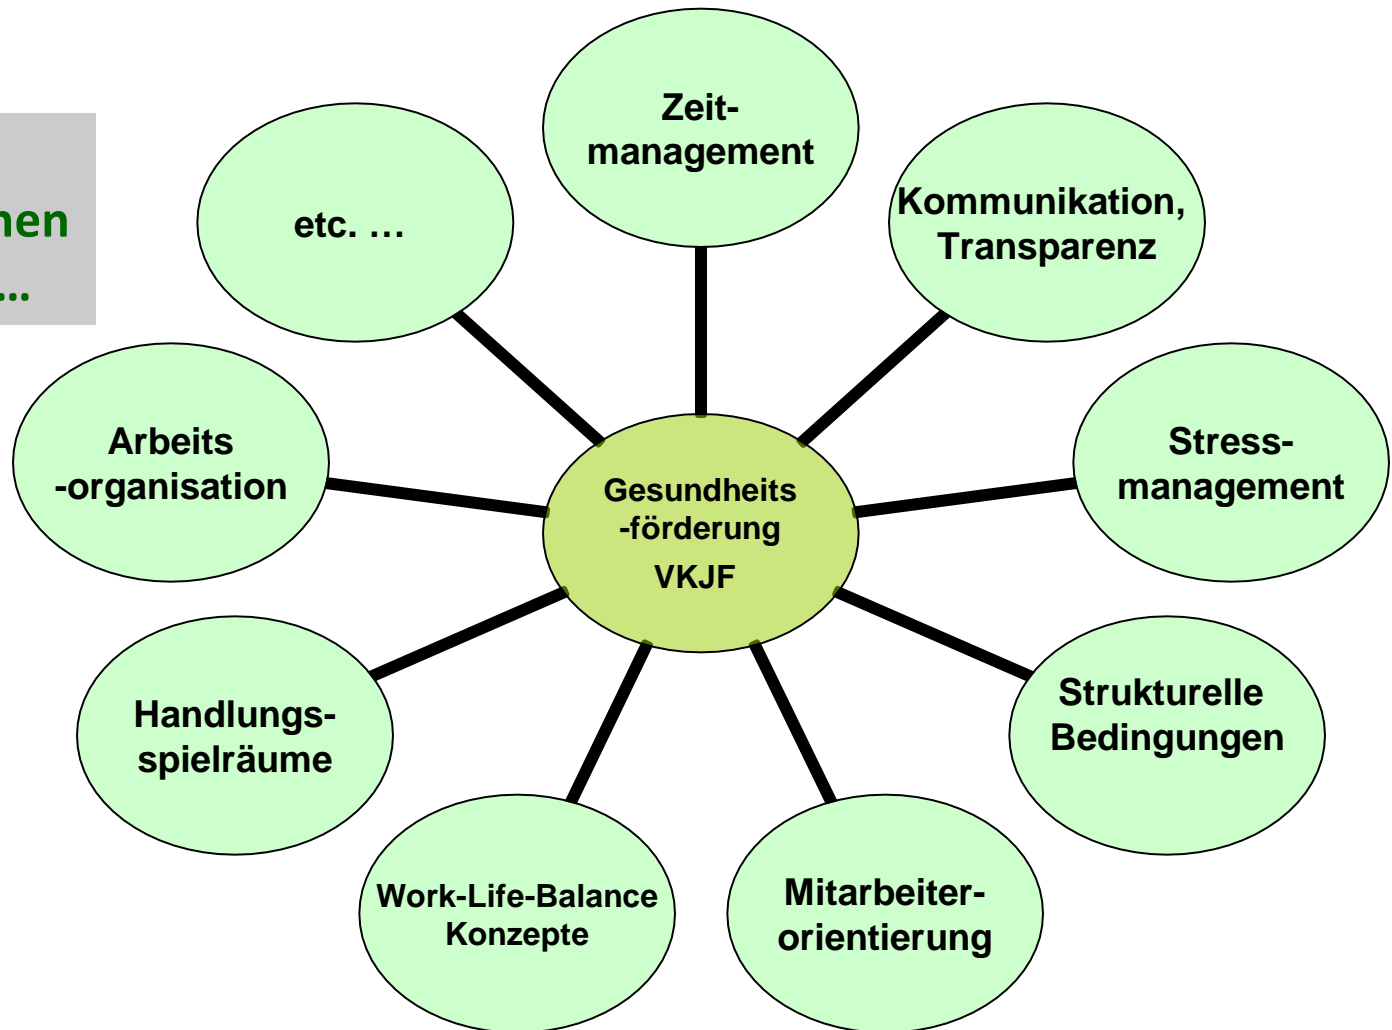 Zeit-
management
Kommunikation,
Transparenz
Stress-
management
Strukturelle
Bedingungen
Mitarbeiter-
orientierung
Work-Life-Balance
Konzepte
Handlungs-
spielräume
Arbeits
-organisation
etc. …
Gesundheits
-förderung
VKJF
...